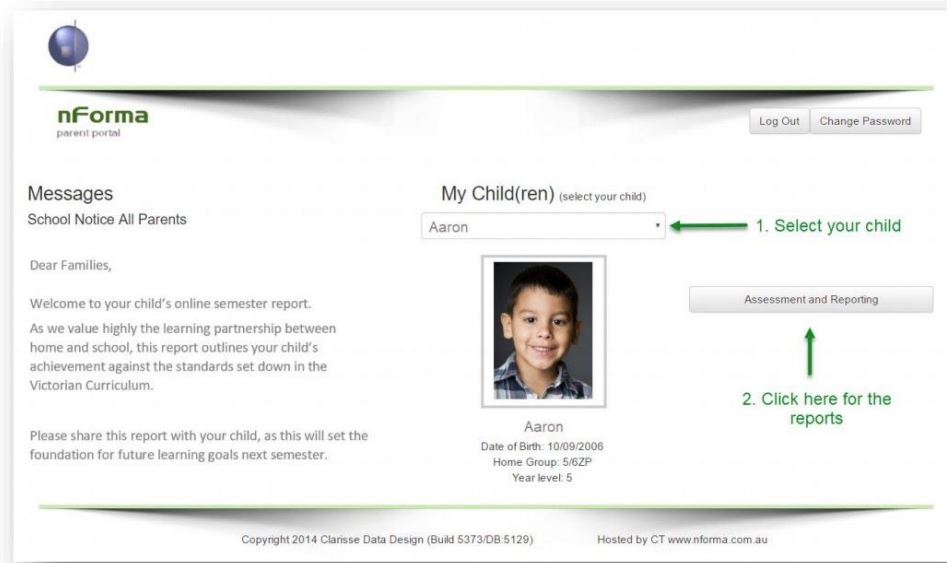 nForma
parent portal
Log Out
Change Password
Messages
School Notice All Parents
Dear Families,
Welcome to your child's online semester report.
As we value highly the learning partnership between
home and school, this report outlines your child's
achievement against the standards set down in the
Victorian Curriculum.
Please share this report with your child, as this will set the
foundation for future learning goals next semester.
My Child(ren) (select your child)
Aaron
1. Select your child
Aaron
Date of Birth: 10/09/2006
Home Group: 5/6ZP
Year level: 5
Assessment and Reporting
2. Click here for the
reports
Copyright 2014 Clarisse Data Design (Build 5373/DB:5129)
Hosted by CT www.nforma.com.au